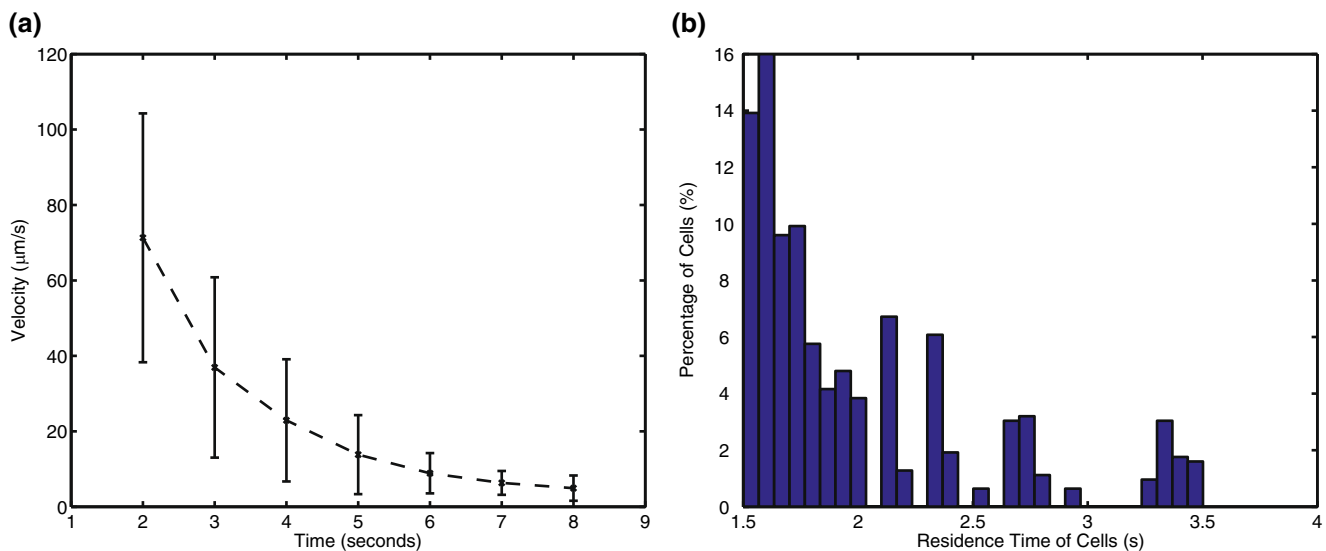 (a)
120
100
80
60
40
20
0
Velocity (μm/s)
1 2 3 4 5 6 7 8 9
Time (seconds)
(b)
16
14
12
10
8
6
4
2
0
Percentage of Cells (%)
1.5 2 2.5 3 3.5 4
Residence Time of Cells (s)